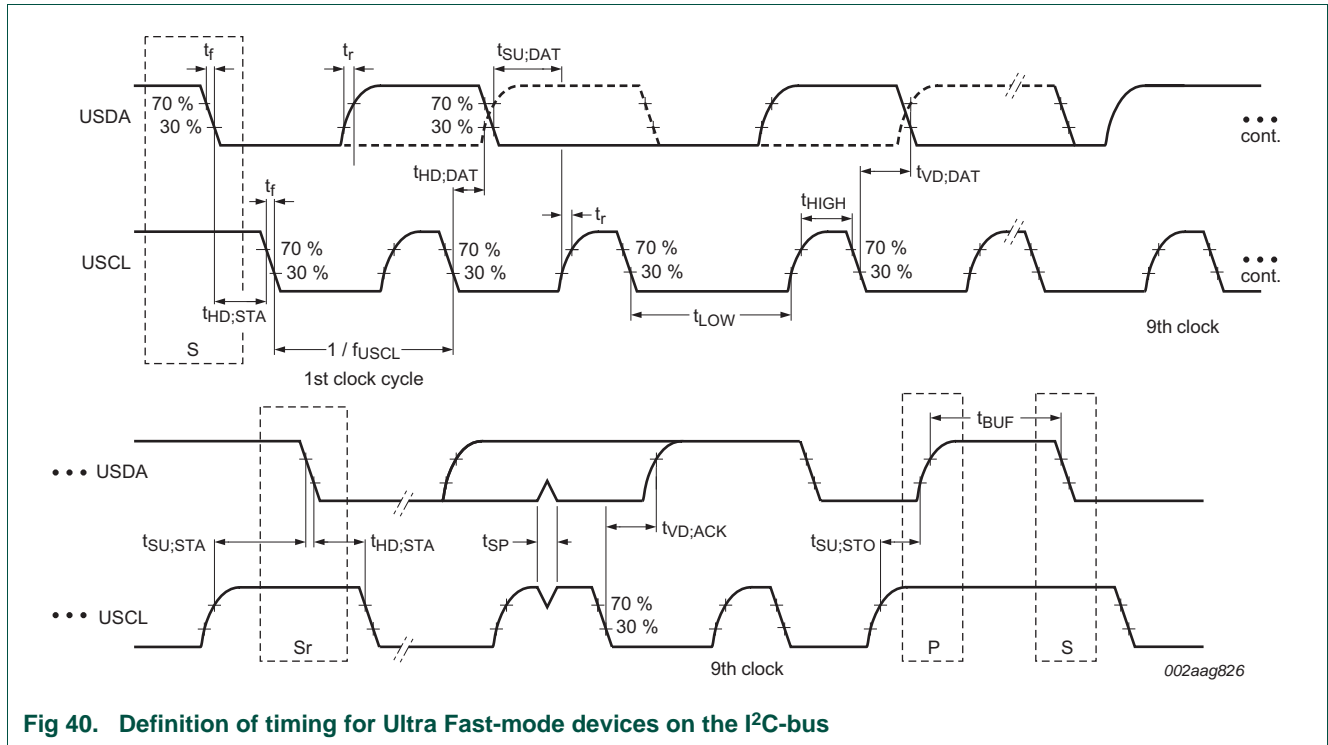 tf
tr
tSU;DAT
USDA
70 %
30 %
70 %
30 %
cont.
tHD;DAT
tVD;DAT
tf
tr
tHIGH
USCL
70 %
30 %
70 %
30 %
70 %
30 %
70 %
30 %
cont.
tHD;STA
tLOW
9th clock
S
1 / fUSCL
1st clock cycle
tBUF
••• USDA
tSU;STA
tHD;STA
tSP
tVD;ACK
tSU;STO
••• USCL
70 %
30 %
Sr
9th clock
P
S
002aag826
Fig 40. Definition of timing for Ultra Fast-mode devices on the I²C-bus